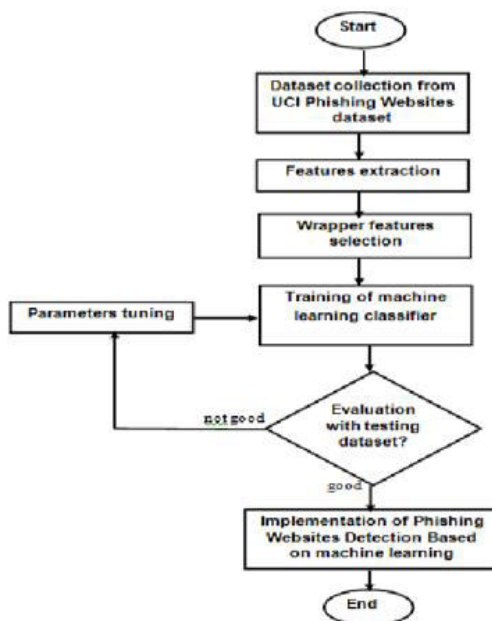 Start
Dataset collection from
UCI Phishing Websites
dataset
Features extraction
Wrapper features
selection
Parameters tuning
Training of machine
learning classifier
not good
Evaluation
with testing
dataset?
good
Implementation of Phishing
Websites Detection Based
on machine learning
End